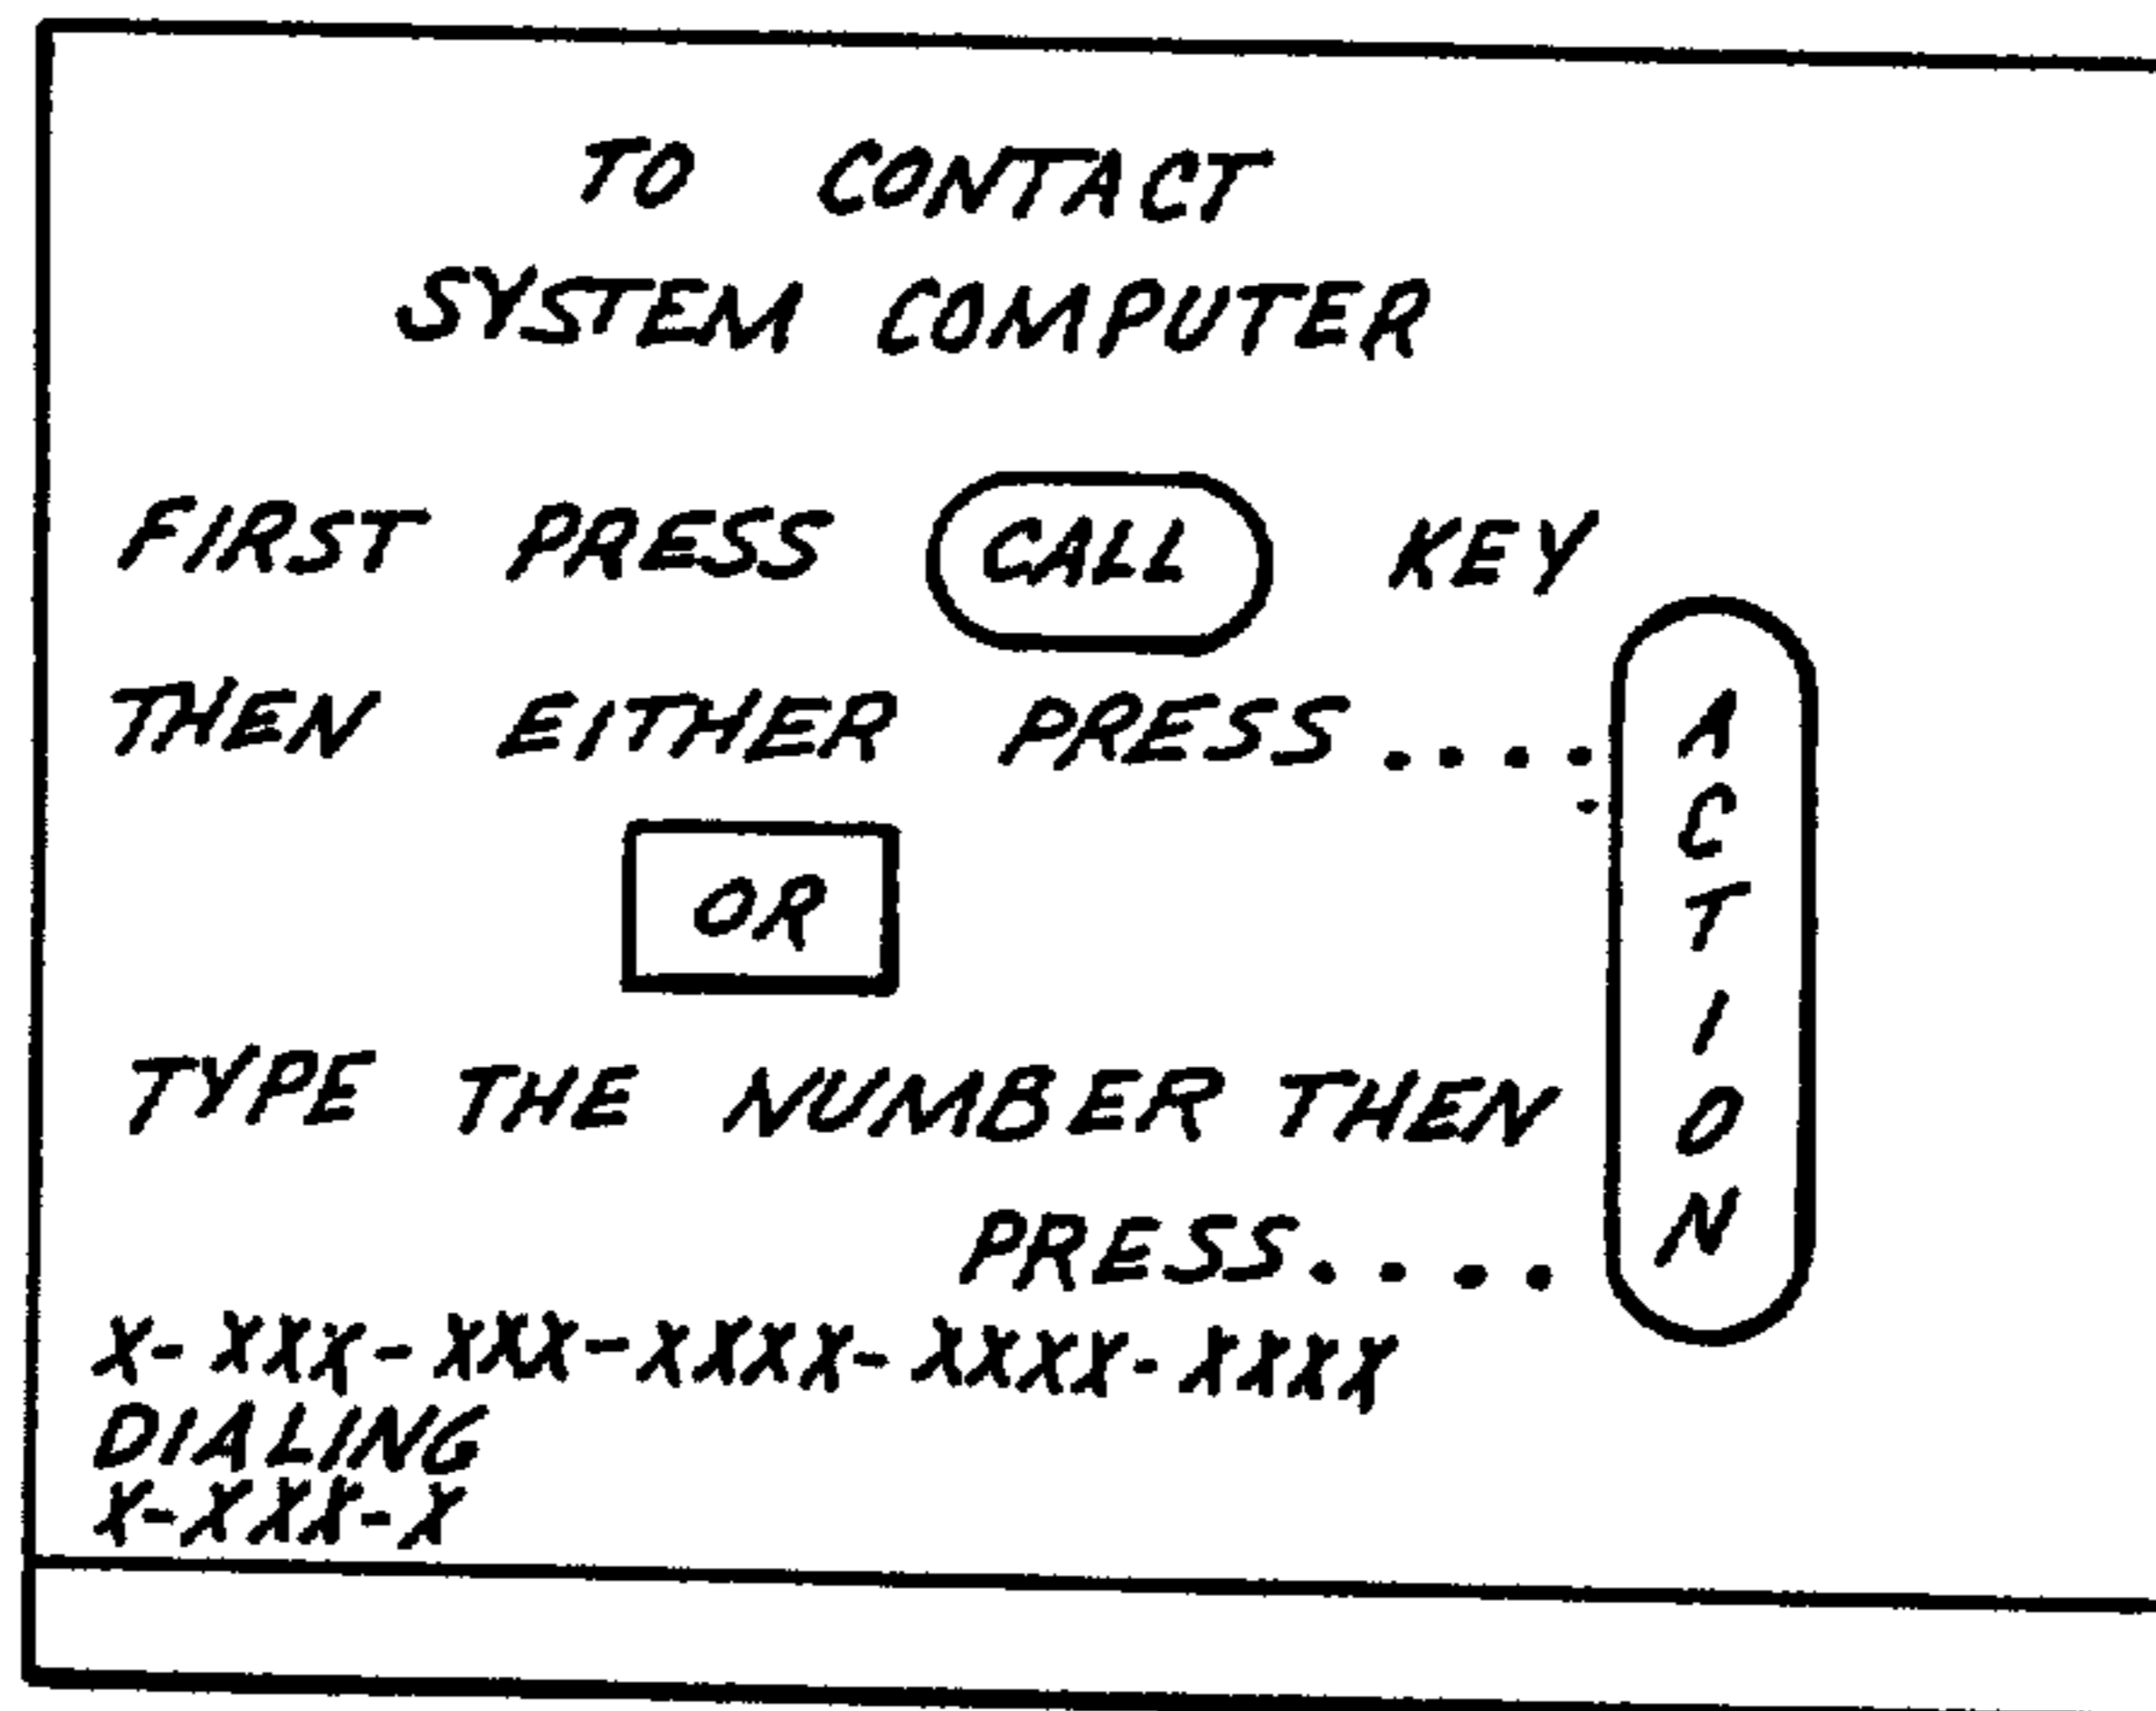 TO CONTACT
SYSTEM COMPUTER
FIRST PRESS CALL KEY
THEN EITHER PRESS....
OR
TYPE THE NUMBER THEN
PRESS....
ACTION
X-XXX-XXX-XXXX-XXXX-XXXX
DIALING
X-XXX-X